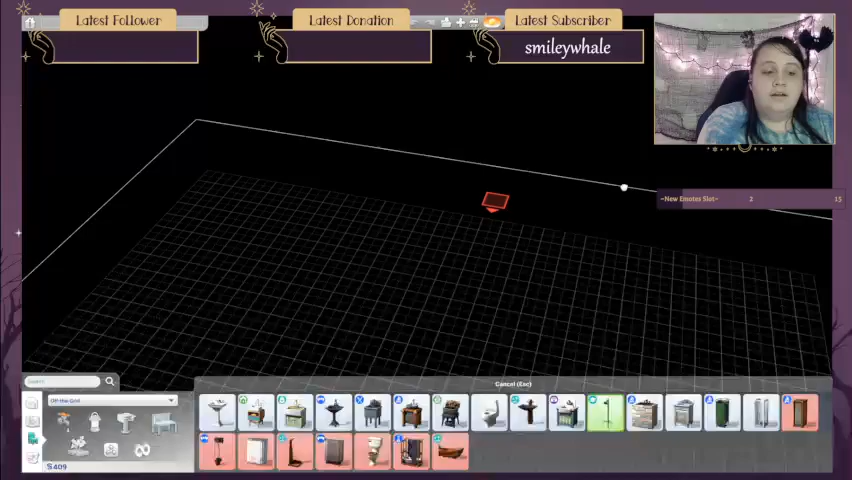 Latest Follower
Latest Donation
Latest Subscriber
smileywhale
~New Emotes Slot~ 2 15
Cancel (Esc)
Search
Off-the-Grid
§409